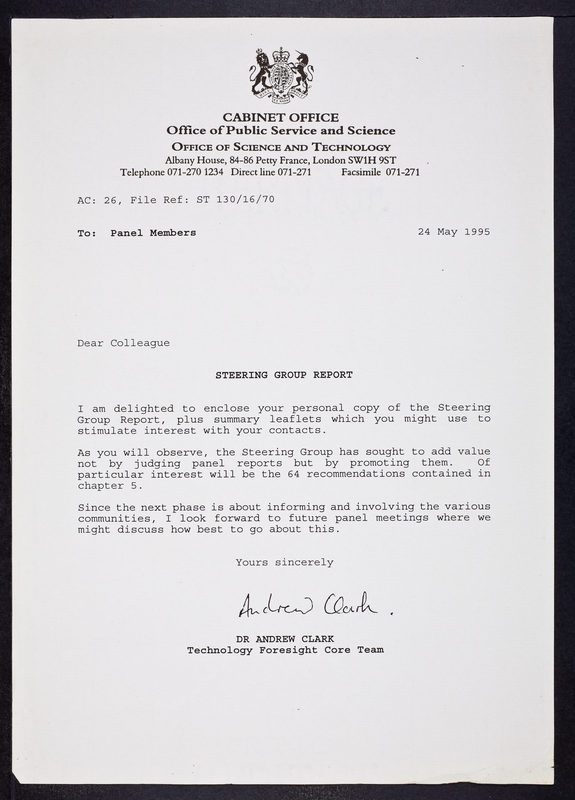 CABINET OFFICE
Office of Public Service and Science
OFFICE OF SCIENCE AND TECHNOLOGY
Albany House, 84-86 Petty France, London SW1H 9ST
Telephone 071-270 1234 Direct line 071-271 Facsimile 071-271
AC: 26, File Ref: ST 130/16/70
To: Panel Members 24 May 1995
Dear Colleague
STEERING GROUP REPORT
I am delighted to enclose your personal copy of the Steering
Group Report, plus summary leaflets which you might use to
stimulate interest with your contacts.
As you will observe, the Steering Group has sought to add value
not by judging panel reports but by promoting them. Of
particular interest will be the 64 recommendations contained in
chapter 5.
Since the next phase is about informing and involving the various
communities, I look forward to future panel meetings where we
might discuss how best to go about this.
Yours sincerely
Andrew Clark.
DR ANDREW CLARK
Technology Foresight Core Team